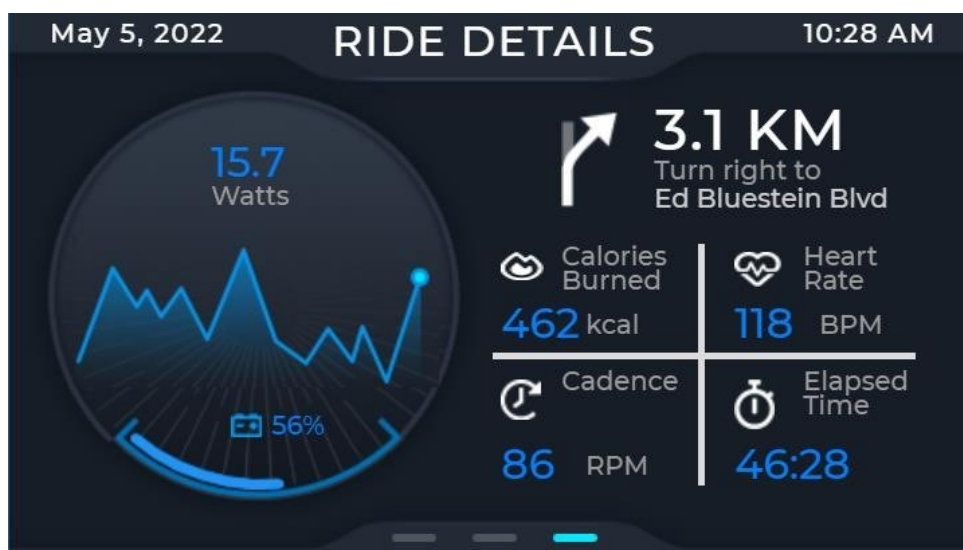 May 5, 2022
RIDE DETAILS
10:28 AM
15.7
Watts
56%
3.1 KM
Turn right to
Ed Bluestein Blvd
Calories
Burned
462 kcal
Heart
Rate
118 BPM
Cadence
86 RPM
Elapsed
Time
46:28